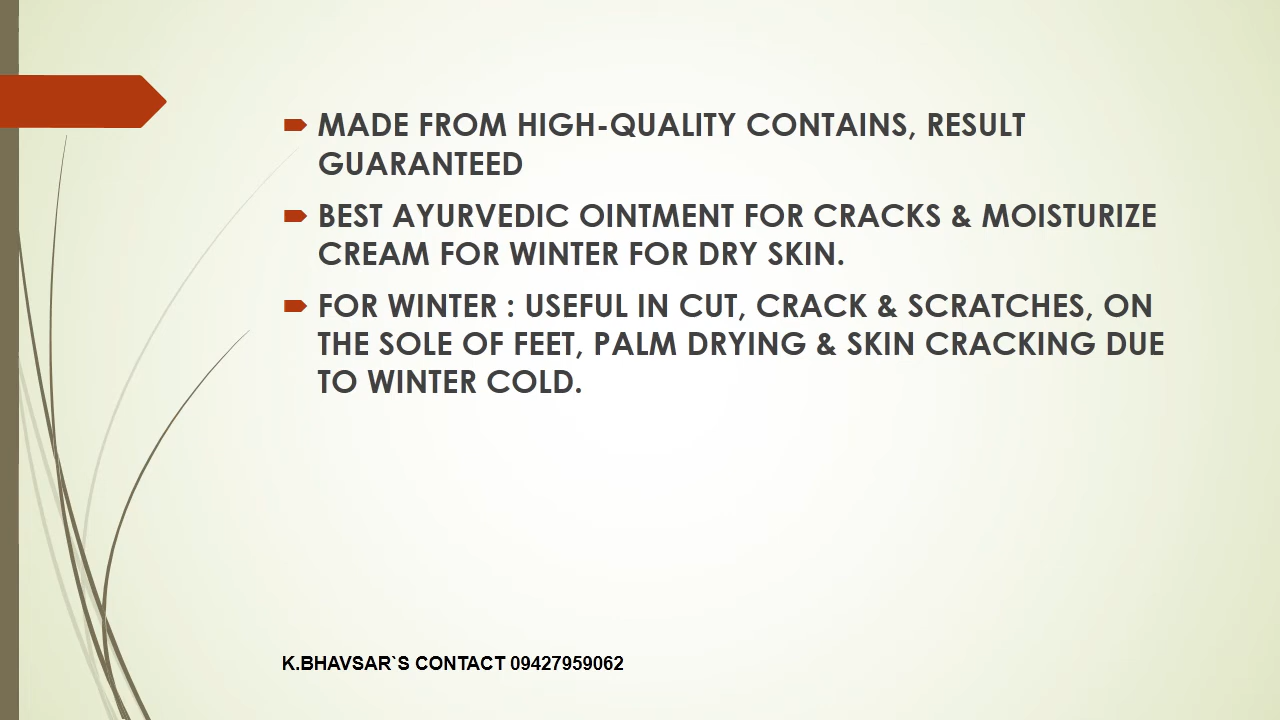 MADE FROM HIGH-QUALITY CONTAINS, RESULT
GUARANTEED
BEST AYURVEDIC OINTMENT FOR CRACKS & MOISTURIZE
CREAM FOR WINTER FOR DRY SKIN.
FOR WINTER : USEFUL IN CUT, CRACK & SCRATCHES, ON
THE SOLE OF FEET, PALM DRYING & SKIN CRACKING DUE
TO WINTER COLD.
K.BHAVSAR`S CONTACT 09427959062